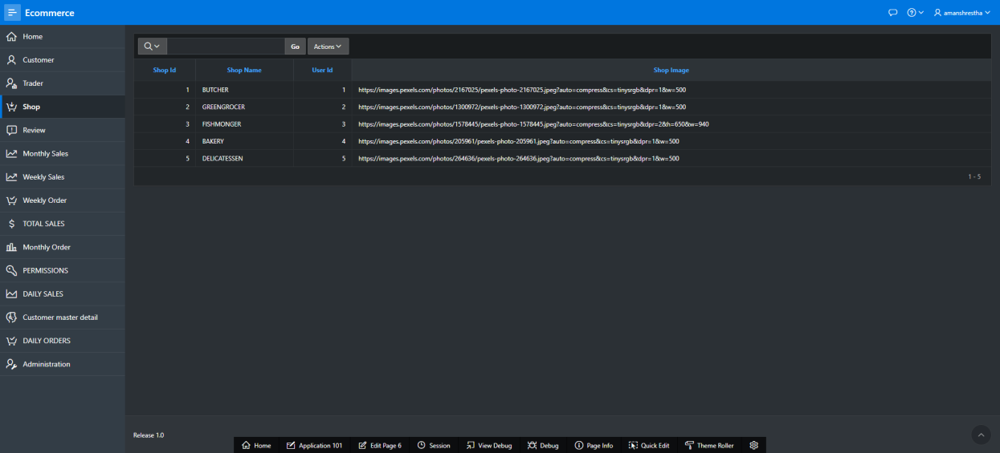 Ecommerce
amanshrestha
Home
Customer
Trader
Shop
Review
Monthly Sales
Weekly Sales
Weekly Order
TOTAL SALES
Monthly Order
PERMISSIONS
DAILY SALES
Customer master detail
DAILY ORDERS
Administration
Go Actions
Shop Id Shop Name User Id Shop Image
1 BUTCHER 1 https://images.pexels.com/photos/2167025/pexels-photo-2167025.jpeg?auto=compress&cs=tinysrgb&dpr=1&w=500
2 GREENGROCER 2 https://images.pexels.com/photos/1300972/pexels-photo-1300972.jpeg?auto=compress&cs=tinysrgb&dpr=1&w=500
3 FISHMONGER 3 https://images.pexels.com/photos/1578445/pexels-photo-1578445.jpeg?auto=compress&cs=tinysrgb&dpr=2&h=650&w=940
4 BAKERY 4 https://images.pexels.com/photos/205961/pexels-photo-205961.jpeg?auto=compress&cs=tinysrgb&dpr=1&w=500
5 DELICATESSEN 5 https://images.pexels.com/photos/264636/pexels-photo-264636.jpeg?auto=compress&cs=tinysrgb&dpr=1&w=500
1 - 5
Release 1.0
Home Application 101 Edit Page 6 Session View Debug Debug Page Info Quick Edit Theme Roller